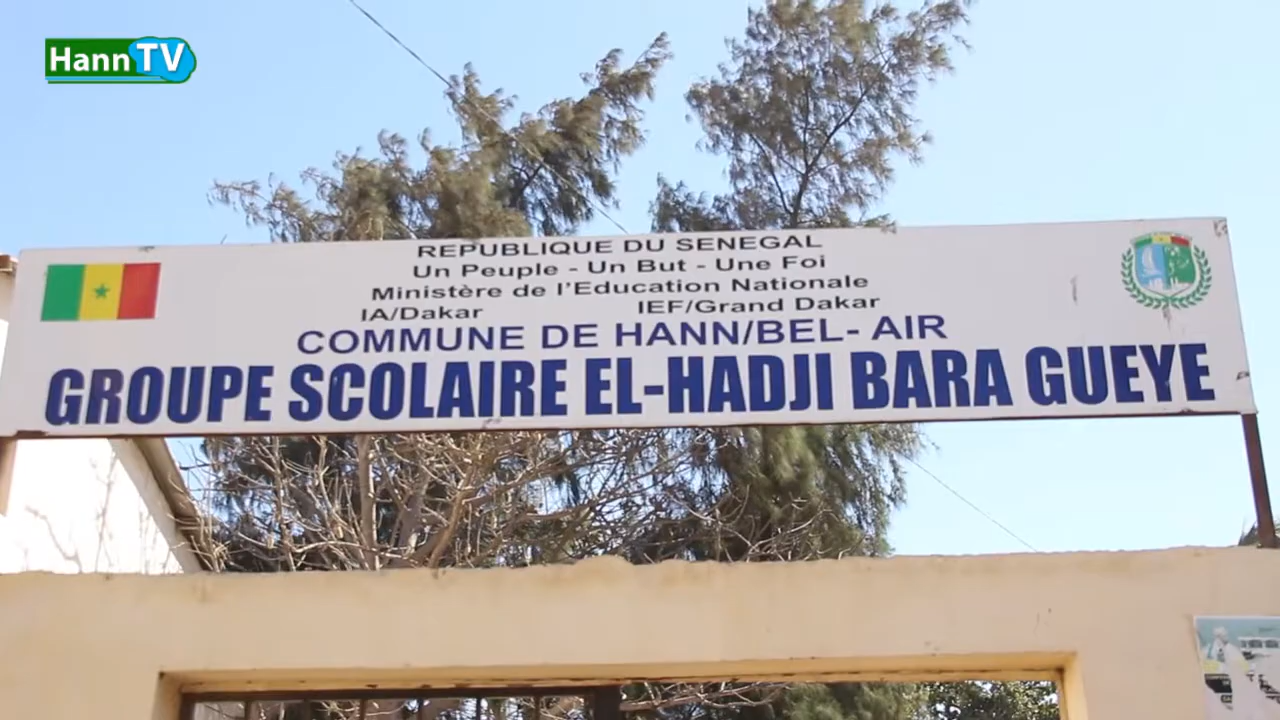 HannTV
REPUBLIQUE DU SENEGAL
Un Peuple - Un But - Une Foi
Ministère de l'Education Nationale
IA/Dakar IEF/Grand Dakar
COMMUNE DE HANN/BEL- AIR
GROUPE SCOLAIRE EL-HADJI BARA GUEYE